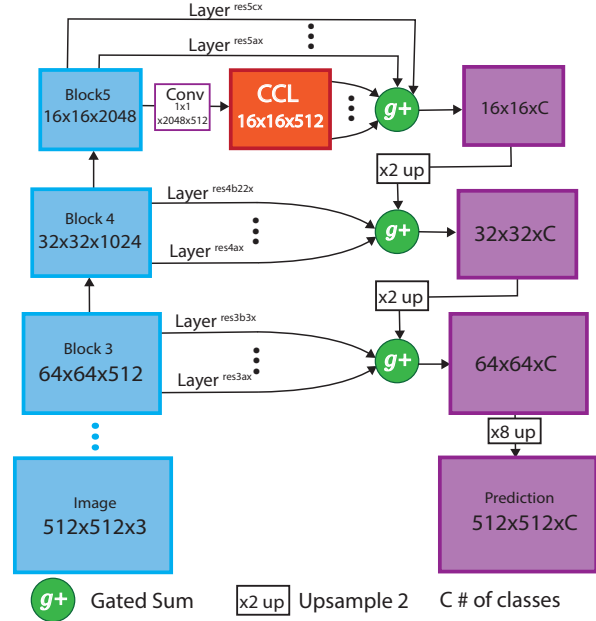 Layer res5cx
Layer res5ax
Block5
16x16x2048
Conv
1x1
x2048x512
CCL
16x16x512
g+
16x16xC
x2 up
Layer res4b22x
Block 4
32x32x1024
g+
32x32xC
Layer res4ax
x2 up
Layer res3b3x
Block 3
64x64x512
g+
64x64xC
Layer res3ax
x8 up
Image
512x512x3
Prediction
512x512xC
g+ Gated Sum x2 up Upsample 2 C # of classes